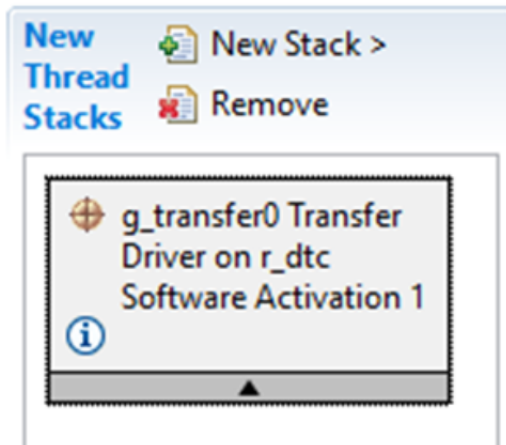 New Thread Stacks
New Stack >
Remove
g_transfer0 Transfer
Driver on r_dtc
Software Activation 1